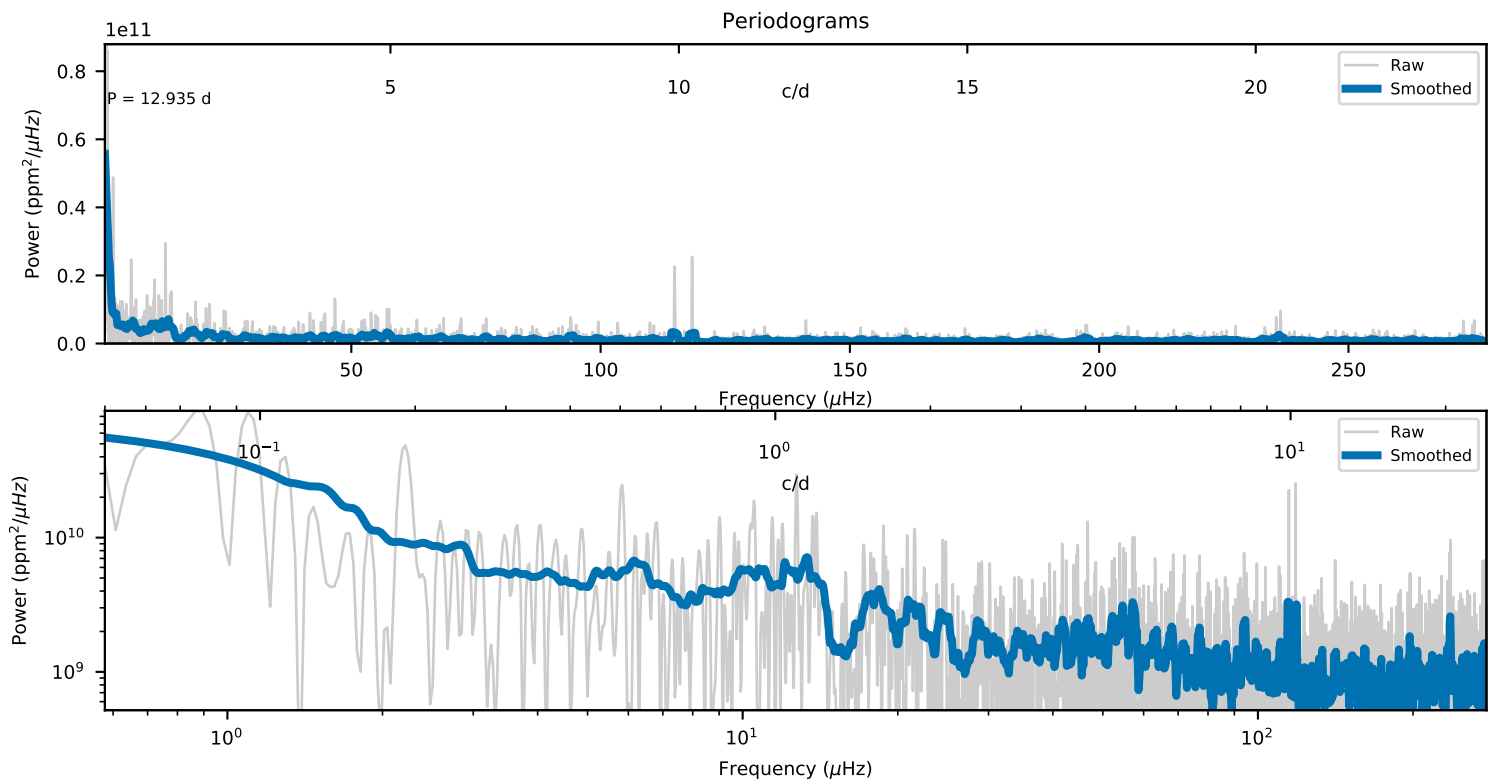 Periodograms
1e11
Power (ppm²/μHz)
0.8
0.6
0.4
0.2
0.0
P = 12.935 d
5
10
15
20
c/d
Raw
Smoothed
50
100
150
200
250
Frequency (μHz)
Power (ppm²/μHz)
10¹⁰
10⁹
10⁻¹
10⁰
10¹
c/d
Raw
Smoothed
10⁰
10¹
10²
Frequency (μHz)